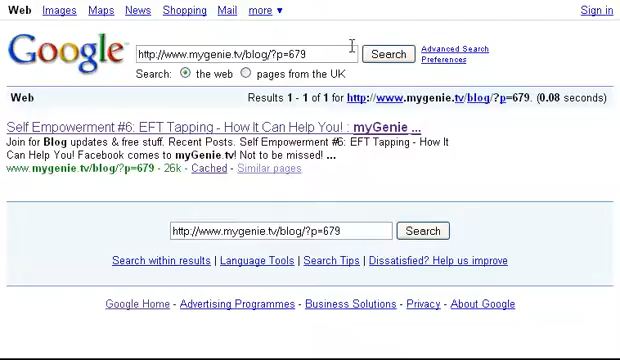 Web Images Maps News Shopping Mail more ▼ Sign in
Google
http://www.mygenie.tv/blog/?p=679 Search Advanced Search
Preferences
Search: the web pages from the UK
Web Results 1 - 1 of 1 for http://www.mygenie.tv/blog/?p=679. (0.08 seconds)
Self Empowerment #6: EFT Tapping - How It Can Help You! : myGenie ...
Join for Blog updates & free stuff. Recent Posts. Self Empowerment #6: EFT Tapping - How It
Can Help You! Facebook comes to myGenie.tv! Not to be missed! ...
www.mygenie.tv/blog/?p=679 - 26k - Cached - Similar pages
http://www.mygenie.tv/blog/?p=679 Search
Search within results | Language Tools | Search Tips | Dissatisfied? Help us improve
Google Home - Advertising Programmes - Business Solutions - Privacy - About Google